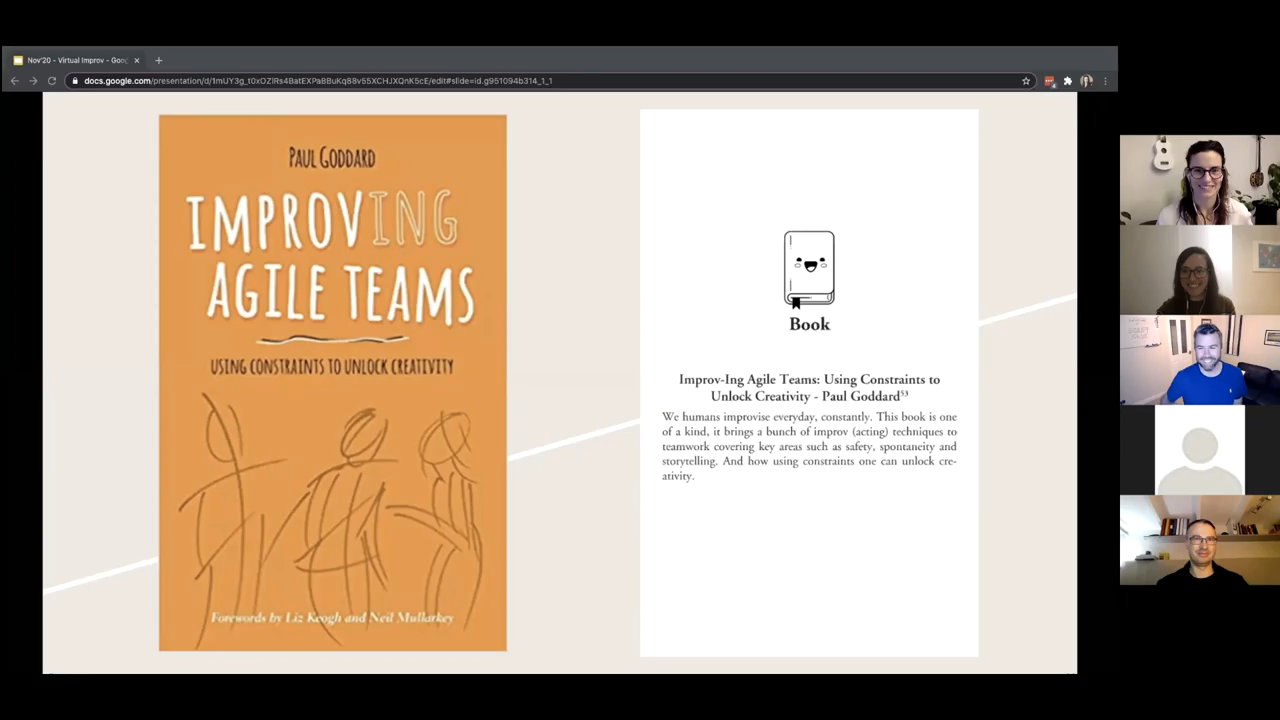 Nov'20 - Virtual Improv - Goog
docs.google.com/presentation/d/1mUY3g_t0xOZlRs4BatEXPaBBuKq88v55XCHJXQnK5cE/edit#slide=id.g951094b314_1_1
PAUL GODDARD
IMPROVING
AGILE TEAMS
USING CONSTRAINTS TO UNLOCK CREATIVITY
Forewords by Liz Keogh and Neil Mullarkey
Book
Improv-Ing Agile Teams: Using Constraints to
Unlock Creativity - Paul Goddard53
We humans improvise everyday, constantly. This book is one
of a kind, it brings a bunch of improv (acting) techniques to
teamwork covering key areas such as safety, spontaneity and
storytelling. And how using constraints one can unlock cre-
ativity.